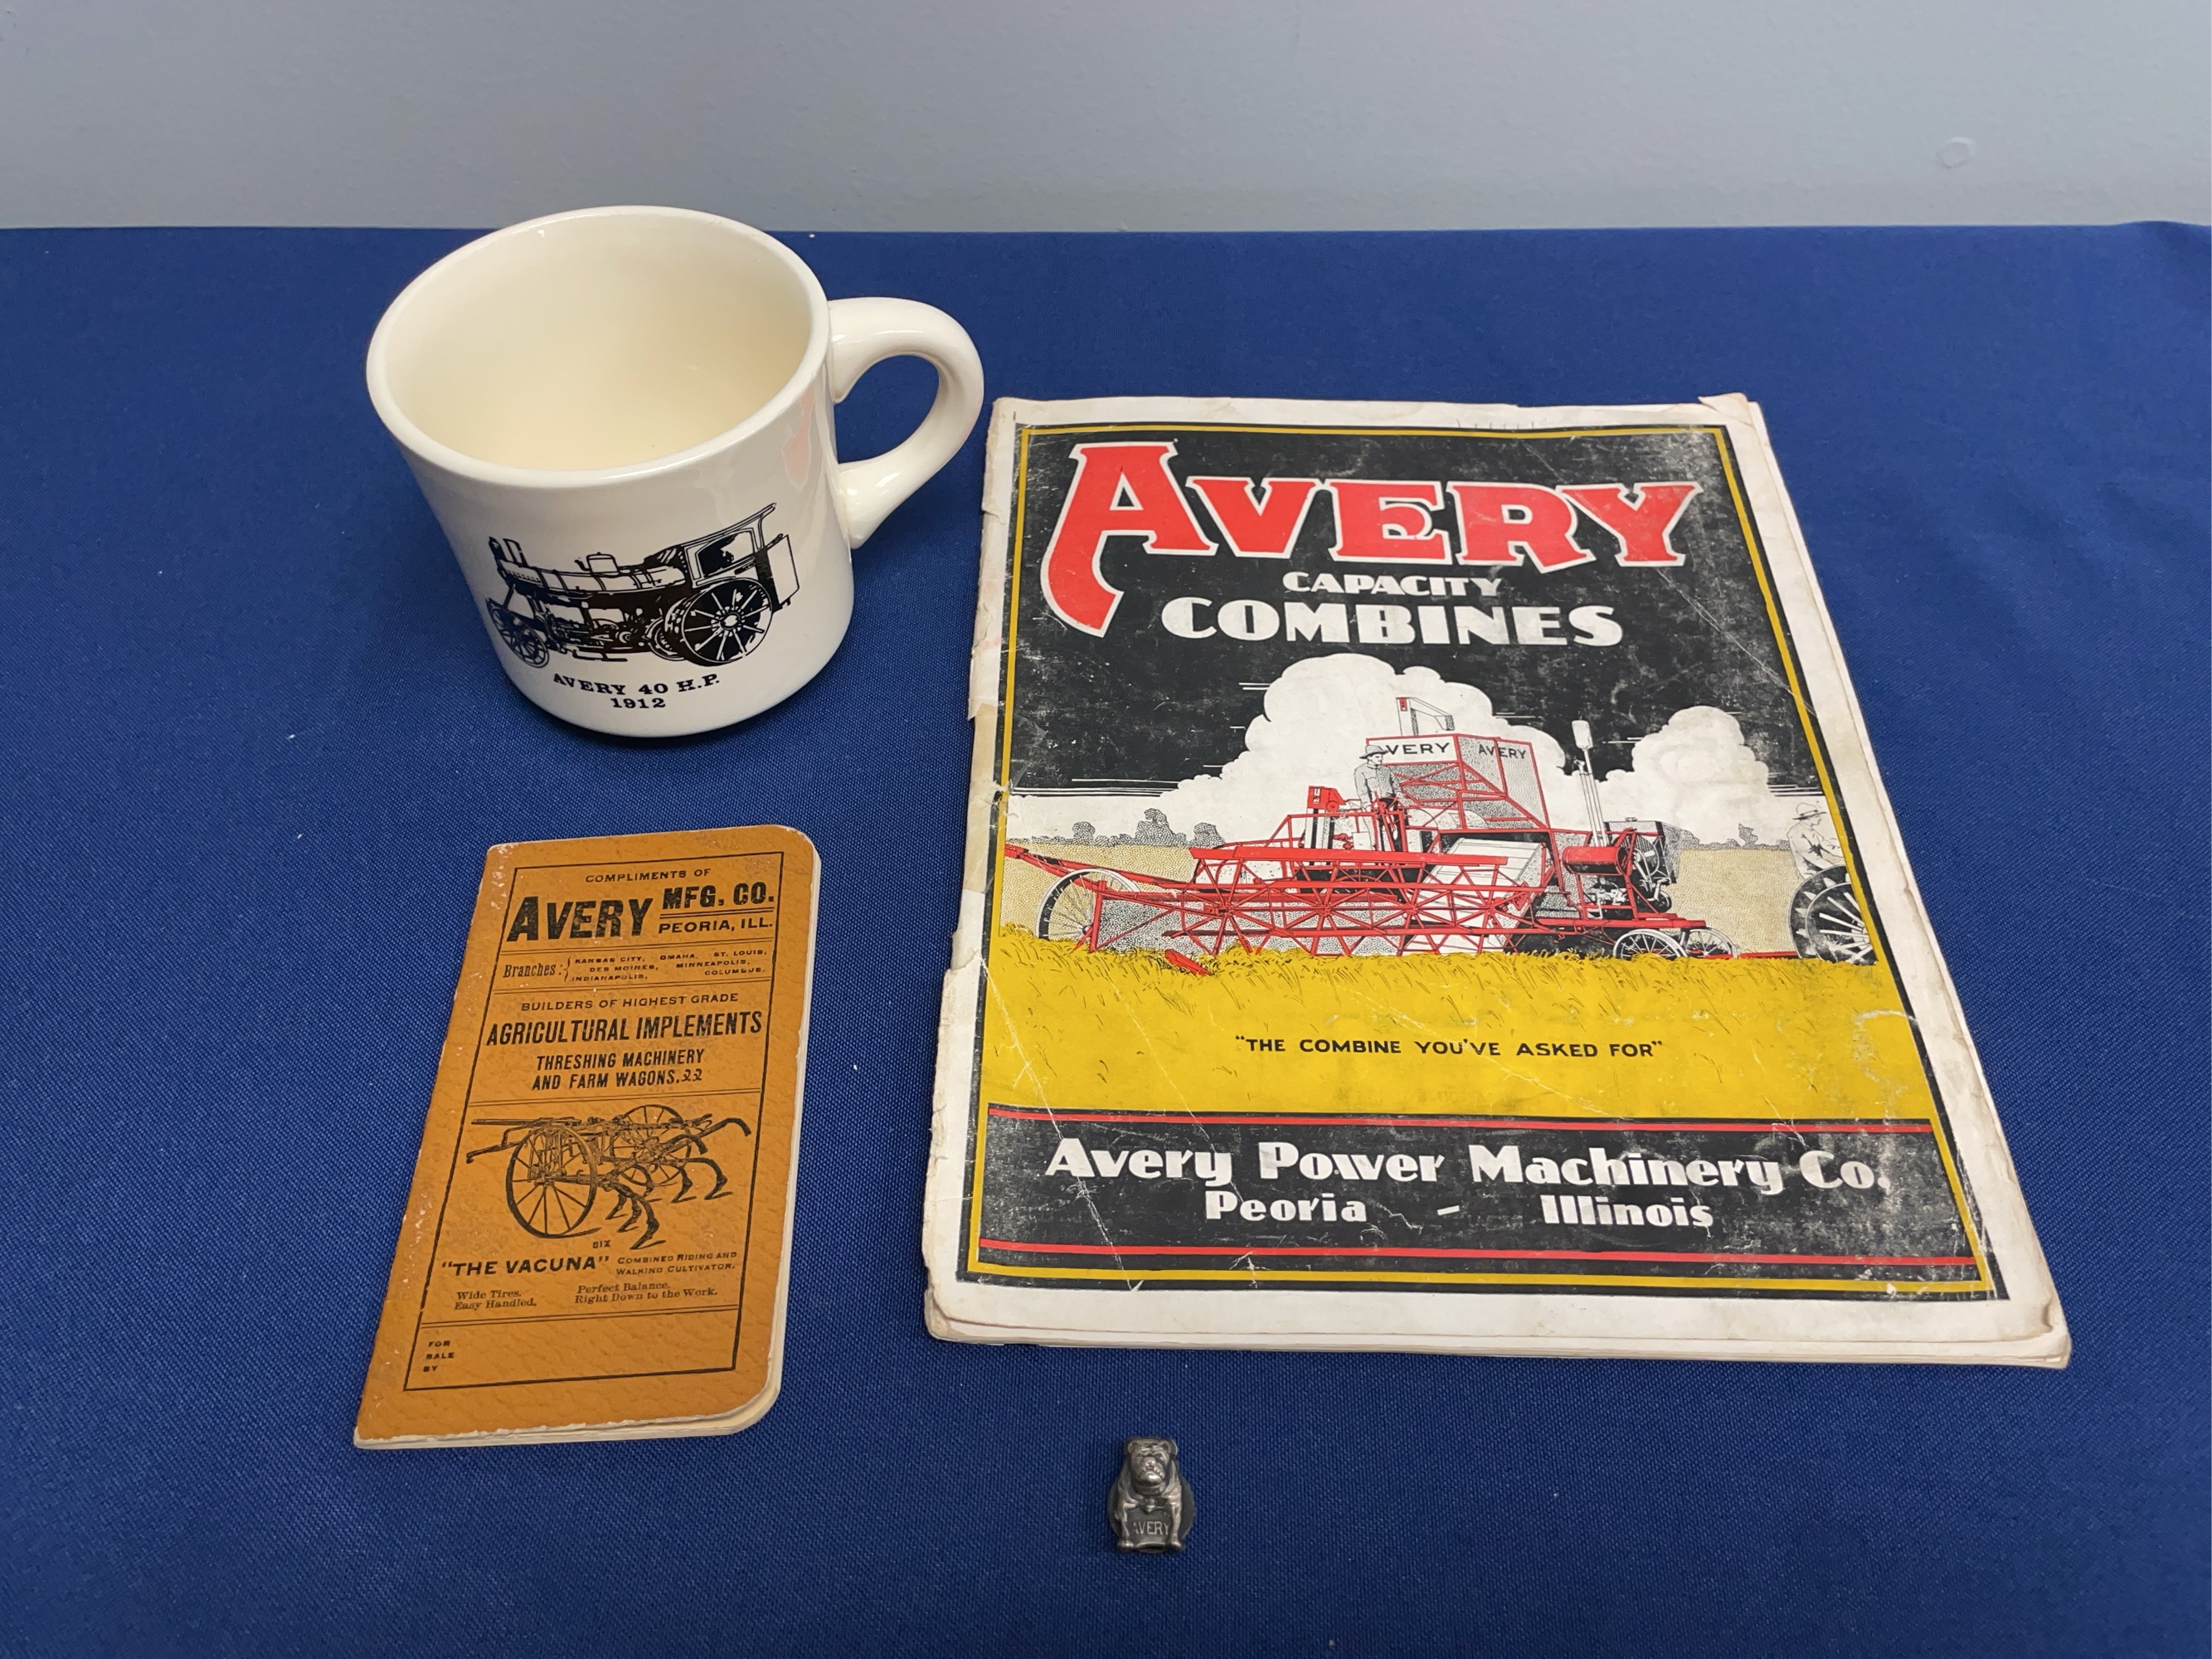 AVERY 40 H.P.
1912
AVERY
CAPACITY
COMBINES
VERY AVERY
"THE COMBINE YOU'VE ASKED FOR"
Avery Power Machinery Co.
Peoria - Illinois
COMPLIMENTS OF
AVERY MFG. CO.
PEORIA, ILL.
Branches: KANSAS CITY, OMAHA, ST. LOUIS,
DES MOINES, MINNEAPOLIS,
INDIANAPOLIS, COLUMBUS.
BUILDERS OF HIGHEST GRADE
AGRICULTURAL IMPLEMENTS
THRESHING MACHINERY
AND FARM WAGONS.
SIX
"THE VACUNA" COMBINED RIDING AND
WALKING CULTIVATOR.
Wide Tires. Perfect Balance.
Easy Handled. Right Down to the Work.
FOR
SALE
BY
AVERY